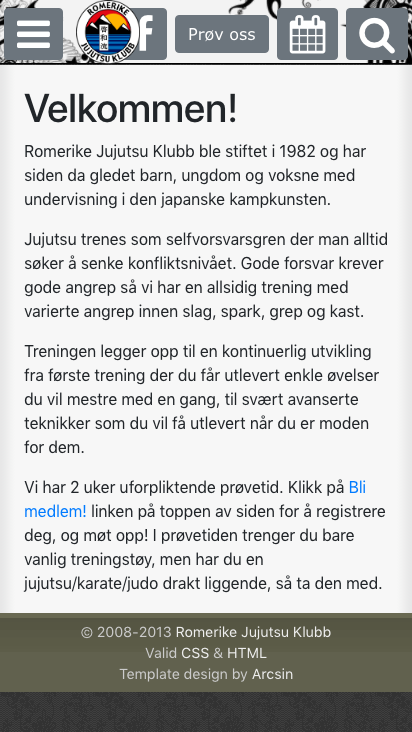 ROMERIKE
JUJUTSU KLUBB
f
Prøv oss
Velkommen!
Romerike Jujutsu Klubb ble stiftet i 1982 og har
siden da gledet barn, ungdom og voksne med
undervisning i den japanske kampkunsten.
Jujutsu trenes som selfvorsvarsgren der man alltid
søker å senke konfliktsnivået. Gode forsvar krever
gode angrep så vi har en allsidig trening med
varierte angrep innen slag, spark, grep og kast.
Treningen legger opp til en kontinuerlig utvikling
fra første trening der du får utlevert enkle øvelser
du vil mestre med en gang, til svært avanserte
teknikker som du vil få utlevert når du er moden
for dem.
Vi har 2 uker uforpliktende prøvetid. Klikk på Bli
medlem! linken på toppen av siden for å registrere
deg, og møt opp! I prøvetiden trenger du bare
vanlig treningstøy, men har du en
jujutsu/karate/judo drakt liggende, så ta den med.
© 2008-2013 Romerike Jujutsu Klubb
Valid CSS & HTML
Template design by Arcsin